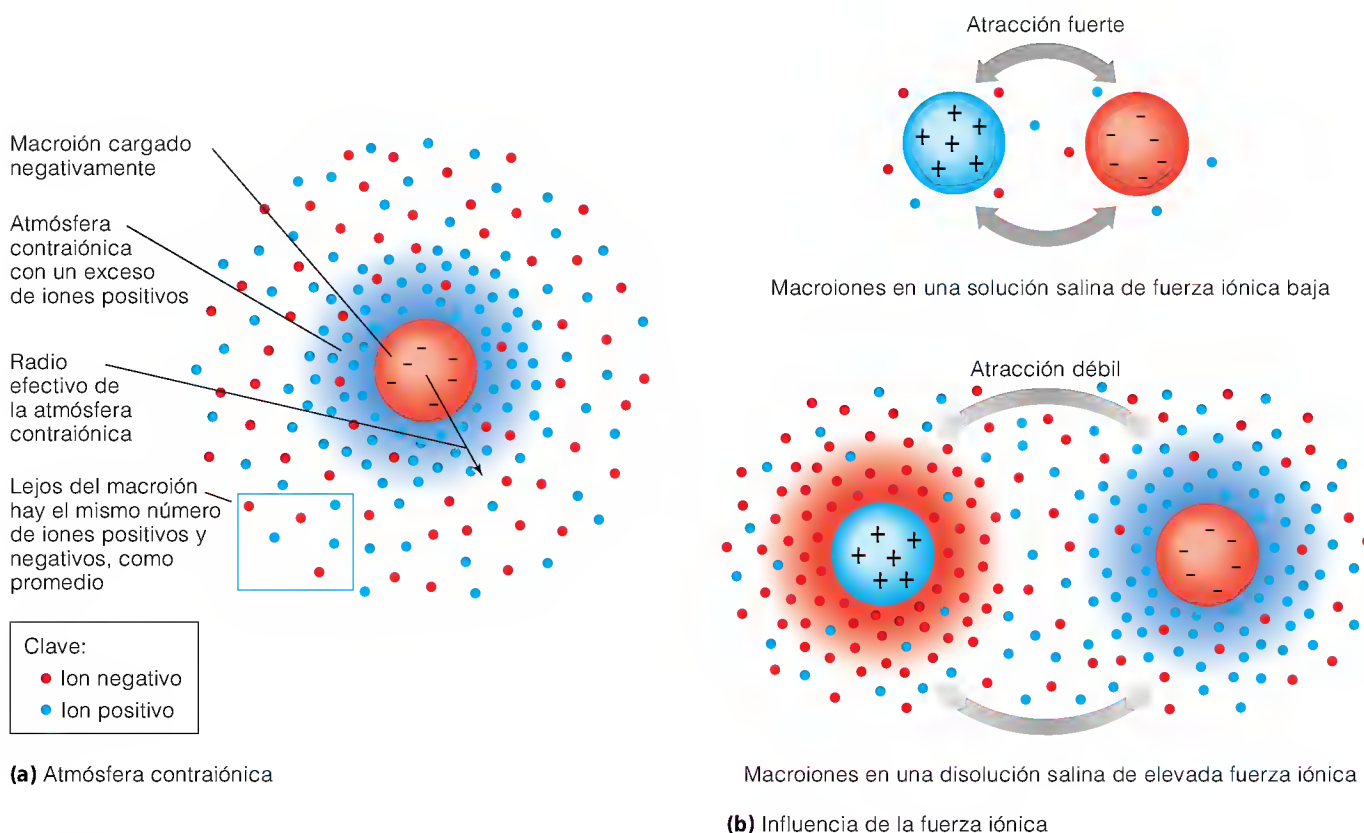 Macroión cargado
negativamente
Atmósfera
contraiónica
con un exceso
de iones positivos
Radio
efectivo de
la atmósfera
contraiónica
Lejos del macroión
hay el mismo número
de iones positivos y
negativos, como
promedio
Clave:
Ion negativo
Ion positivo
(a) Atmósfera contraiónica
Atracción fuerte
Macroiones en una solución salina de fuerza iónica baja
Atracción débil
Macroiones en una disolución salina de elevada fuerza iónica
(b) Influencia de la fuerza iónica